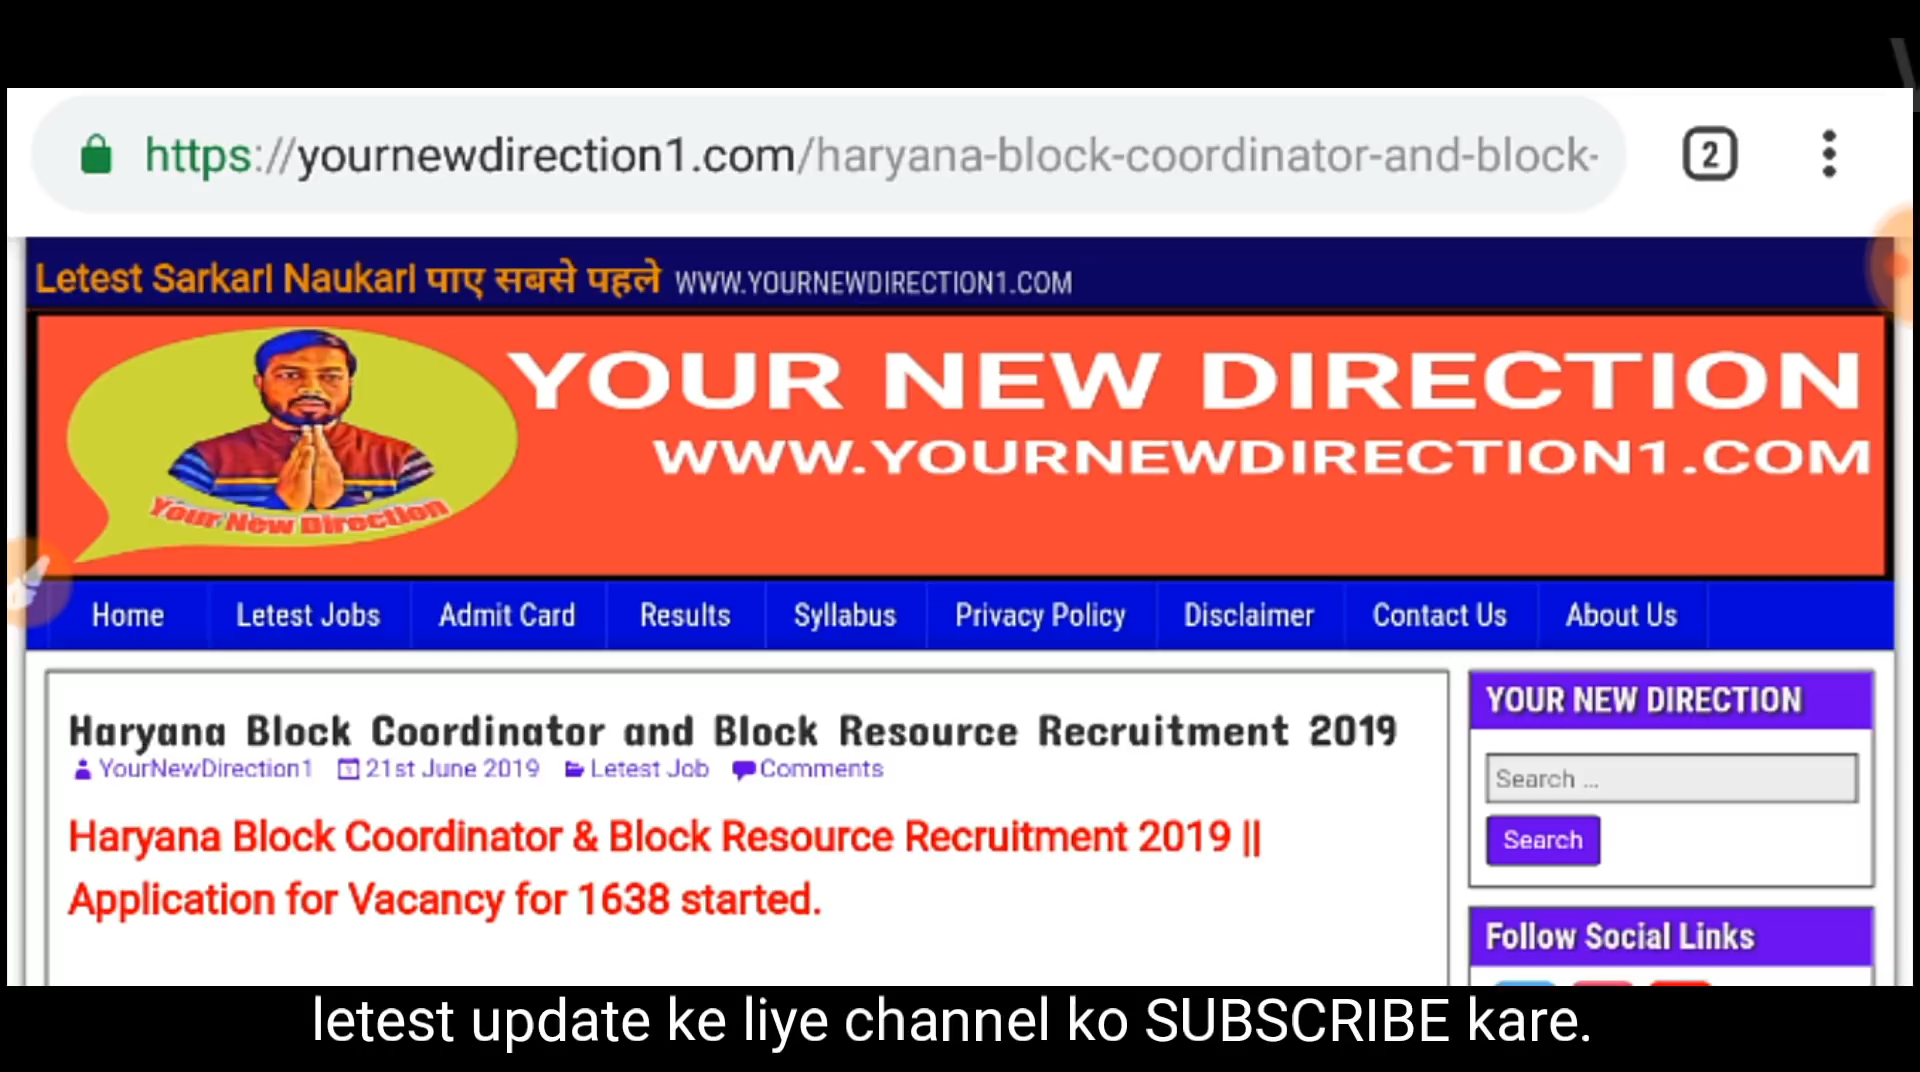 https://yournewdirection1.com/haryana-block-coordinator-and-block-
2
Letest SarkarI NaukarI पाए सबसे पहले WWW.YOURNEWDIRECTION1.COM
YOUR NEW DIRECTION
WWW.YOURNEWDIRECTION1.COM
Your New Direction
Home Letest Jobs Admit Card Results Syllabus Privacy Policy Disclaimer Contact Us About Us
Haryana Block Coordinator and Block Resource Recruitment 2019
YourNewDirection1 21st June 2019 Letest Job Comments
Haryana Block Coordinator & Block Resource Recruitment 2019 ||
Application for Vacancy for 1638 started.
YOUR NEW DIRECTION
Search ...
Search
Follow Social Links
letest update ke liye channel ko SUBSCRIBE kare.